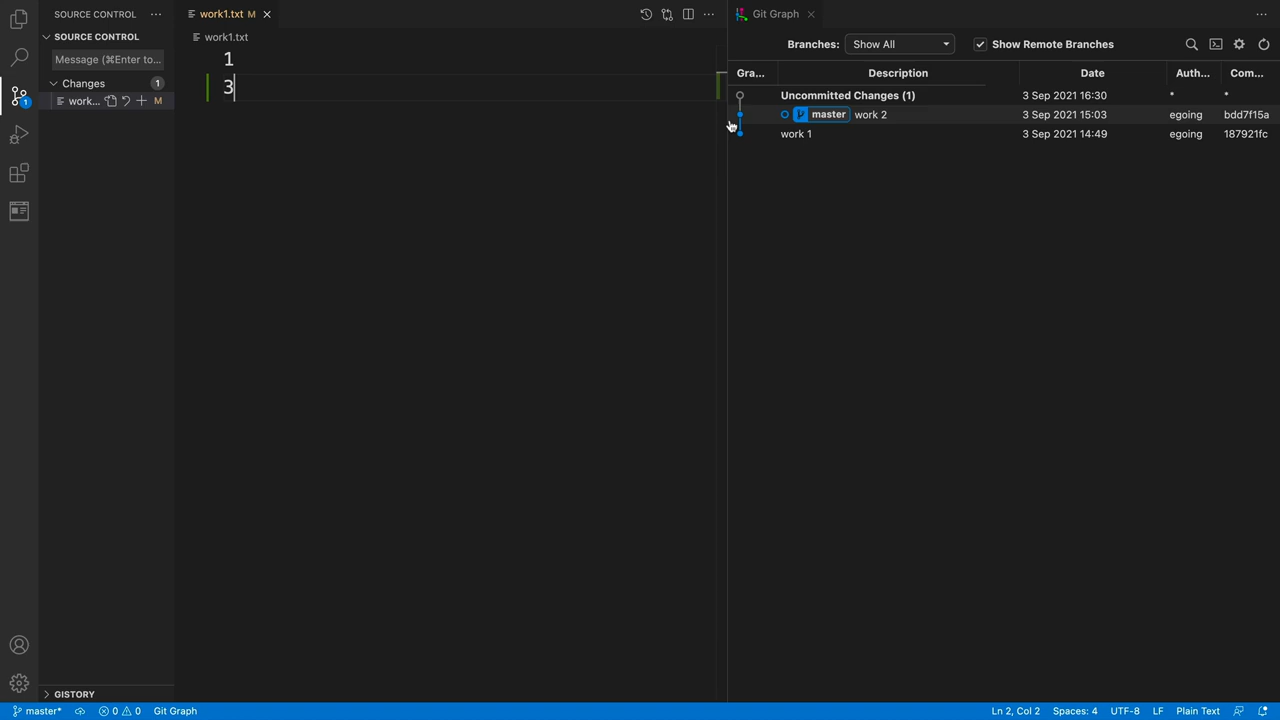 SOURCE CONTROL
SOURCE CONTROL
Message (⌘Enter to...
Changes 1
work... M
1
GISTORY
work1.txt M
work1.txt
1
3
Git Graph
Branches: Show All Show Remote Branches
Gra... Description Date Auth... Com...
Uncommitted Changes (1) 3 Sep 2021 16:30 * *
master work 2 3 Sep 2021 15:03 egoing bdd7f15a
work 1 3 Sep 2021 14:49 egoing 187921fc
master* 0 0 Git Graph Ln 2, Col 2 Spaces: 4 UTF-8 LF Plain Text